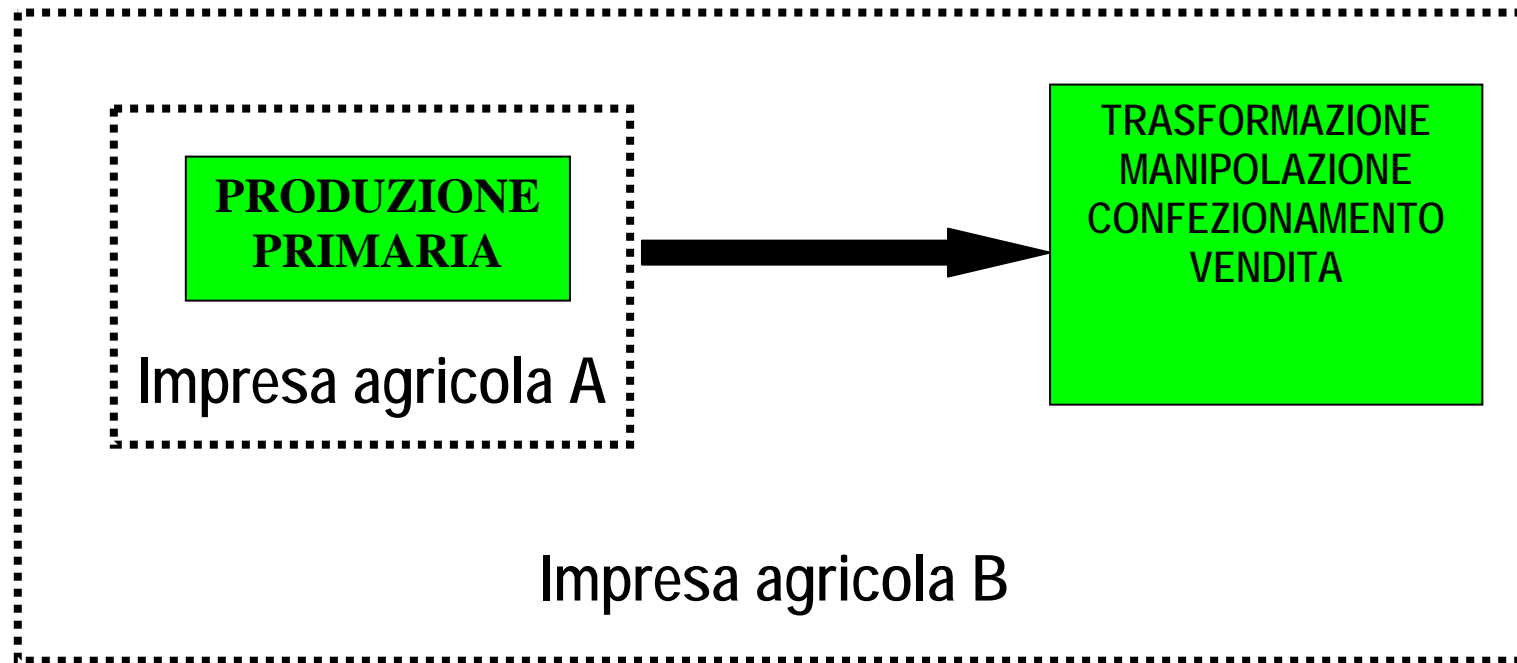 PRODUZIONE
PRIMARIA
Impresa agricola A
TRASFORMAZIONE
MANIPOLAZIONE
CONFEZIONAMENTO
VENDITA
Impresa agricola B